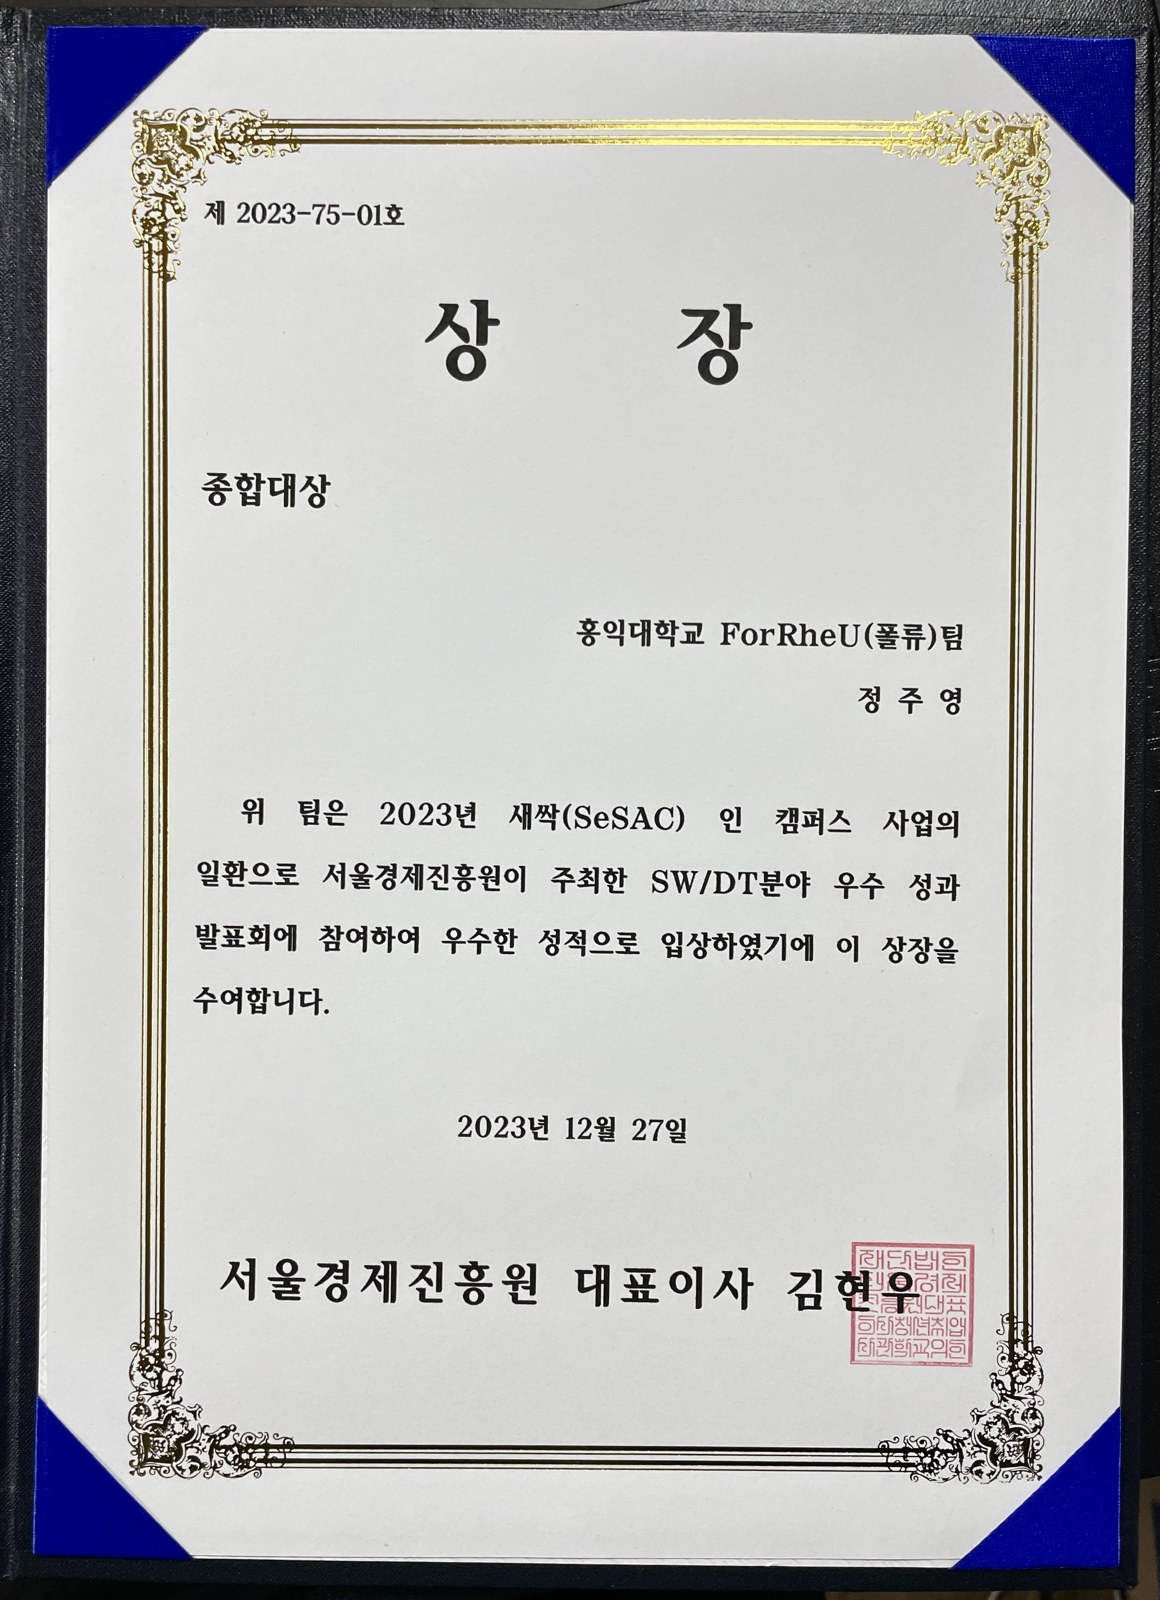 제 2023-75-01호
상 장
종합대상
홍익대학교 ForRheU(폴류)팀
정 주 영
위 팀은 2023년 새싹(SeSAC) 인 캠퍼스 사업의
일환으로 서울경제진흥원이 주최한 SW/DT분야 우수 성과
발표회에 참여하여 우수한 성적으로 입상하였기에 이 상장을
수여합니다.
2023년 12월 27일
서울경제진흥원 대표이사 김현우